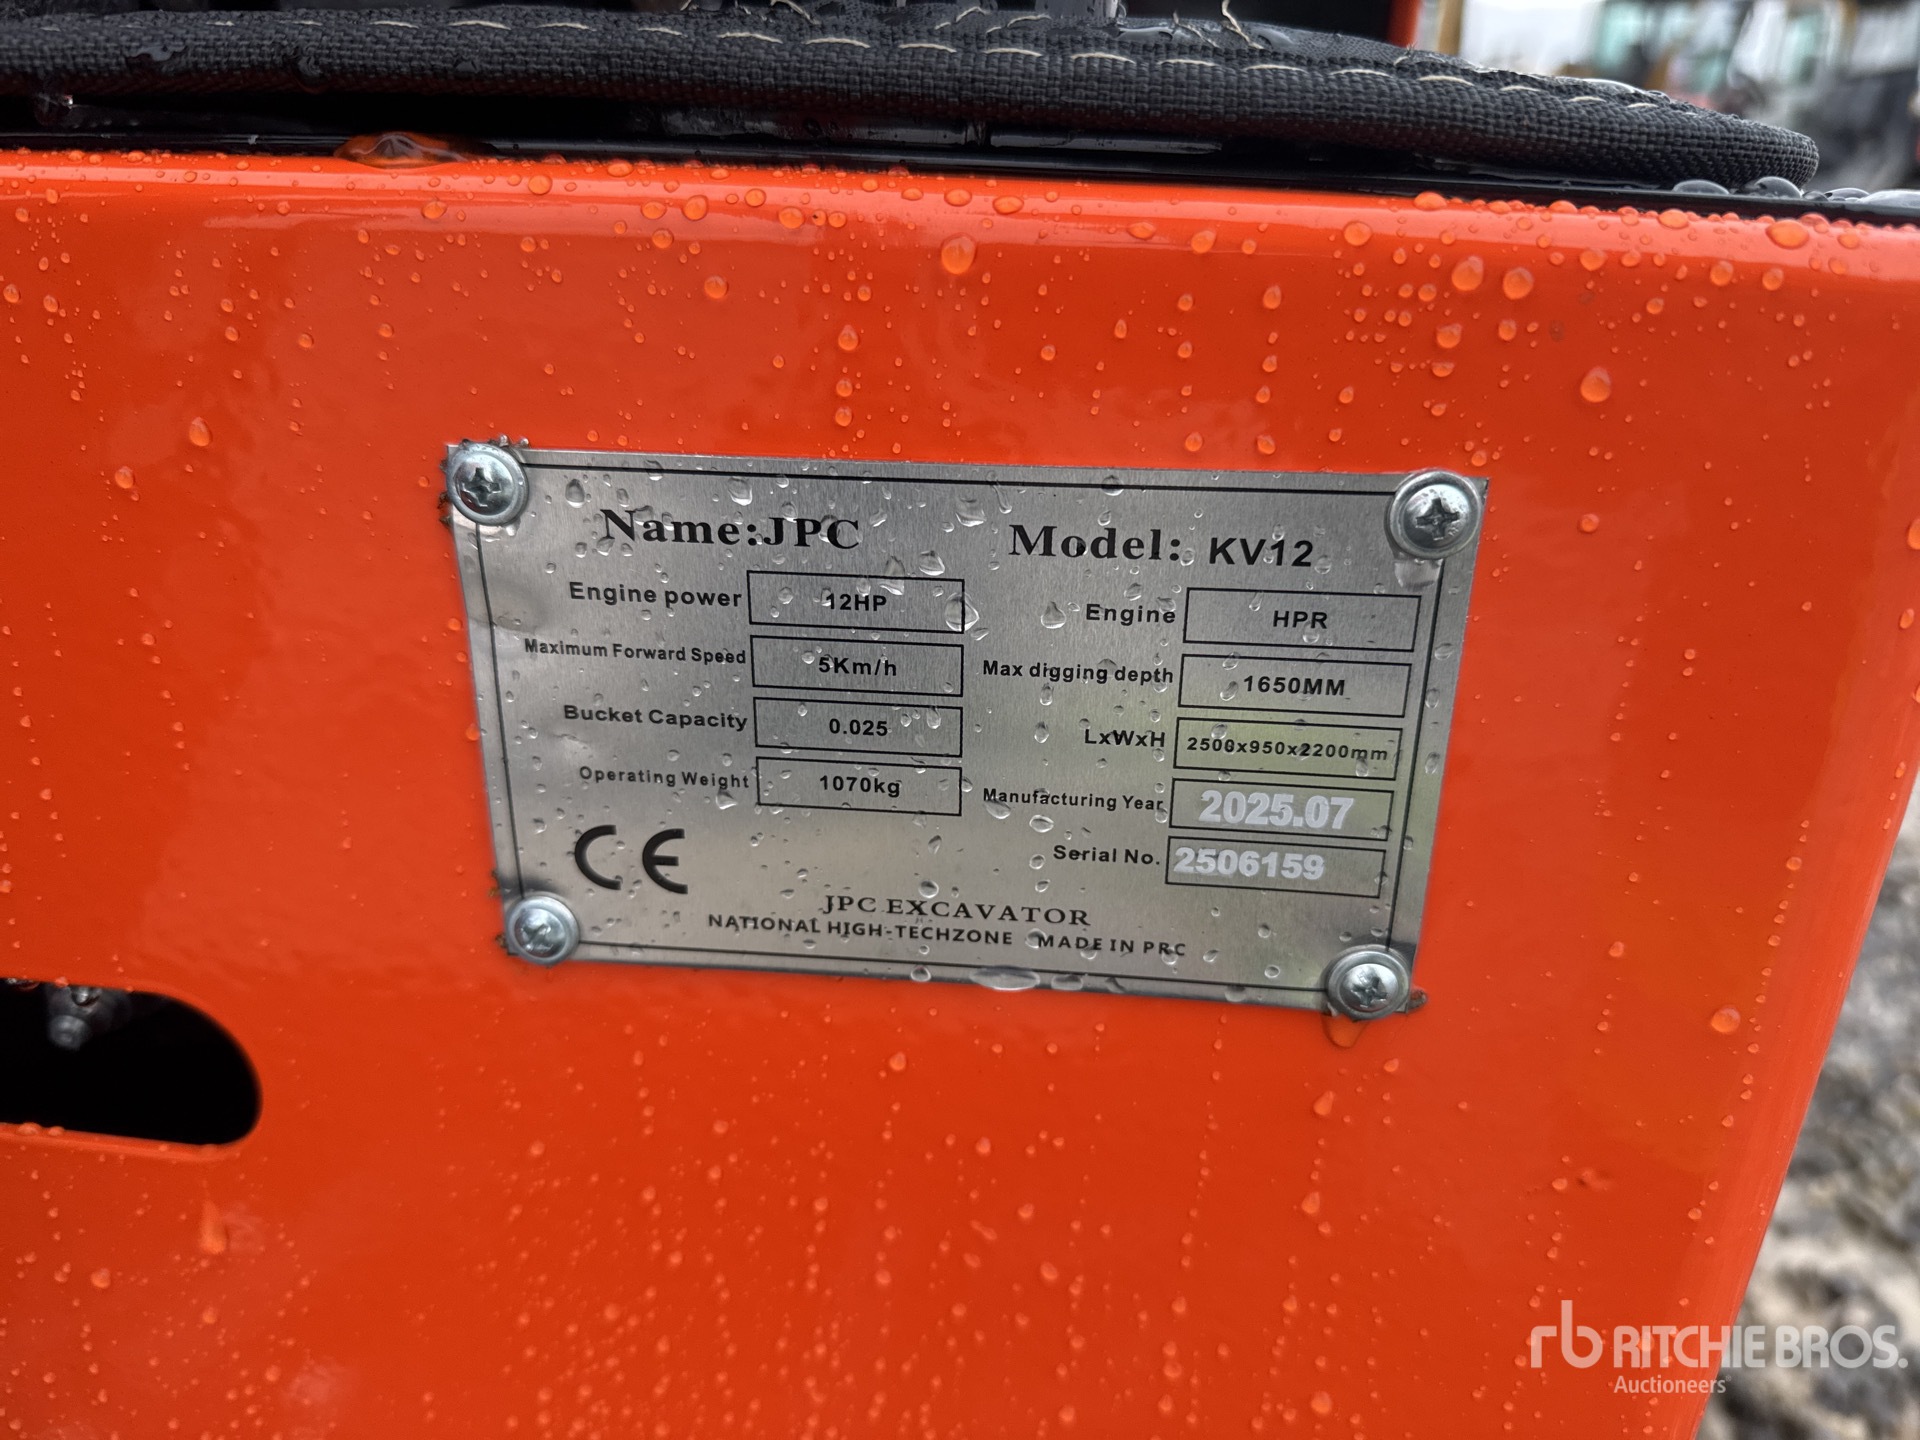 Name:JPC Model: KV12
Engine power 12HP Engine HPR
Maximum Forward Speed 5Km/h Max digging depth 1650MM
Bucket Capacity 0.025 LxWxH 2500x950x2200mm
Operating Weight 1070kg Manufacturing Year 2025.07
Serial No. 2506159
CE
JPC EXCAVATOR
NATIONAL HIGH-TECHZONE MADE IN PRC
rb RITCHIE BROS.
Auctioneers